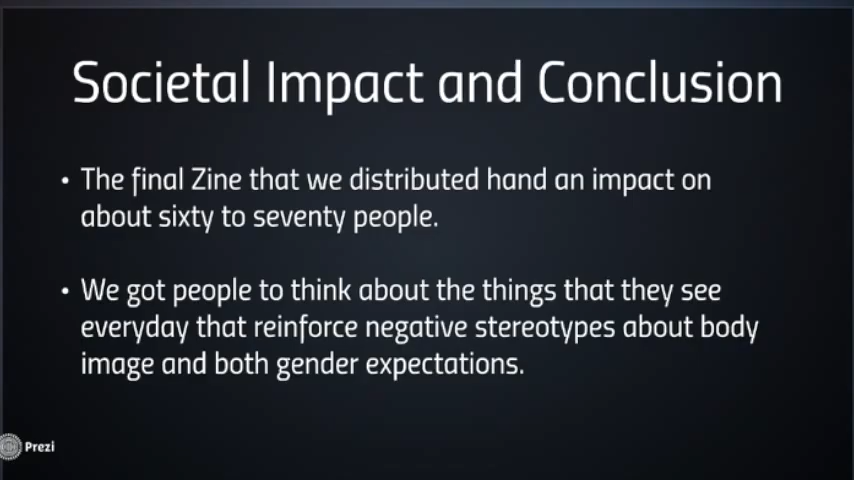 Societal Impact and Conclusion
• The final Zine that we distributed hand an impact on
about sixty to seventy people.
• We got people to think about the things that they see
everyday that reinforce negative stereotypes about body
image and both gender expectations.
Prezi